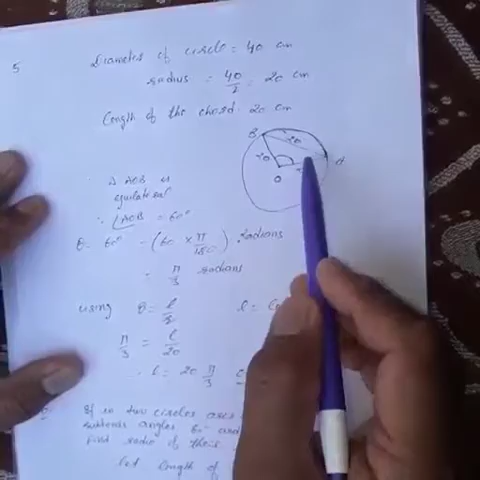 5
Diameter of circle = 40 cm
radius = 40/2 = 20 cm
Length of the chord 20 cm
B 20 A
20
O
∴ Δ AOB is
equilateral
∴ ∠AOB = 60°
θ = 60° = (60 × π/180) radians
= π/3 radians
using θ = l/r l =
π/3 = l/20
∴ l = 20 π/3
If in two circles arcs
subtends angles 60° and
find ratio of their
Let length of